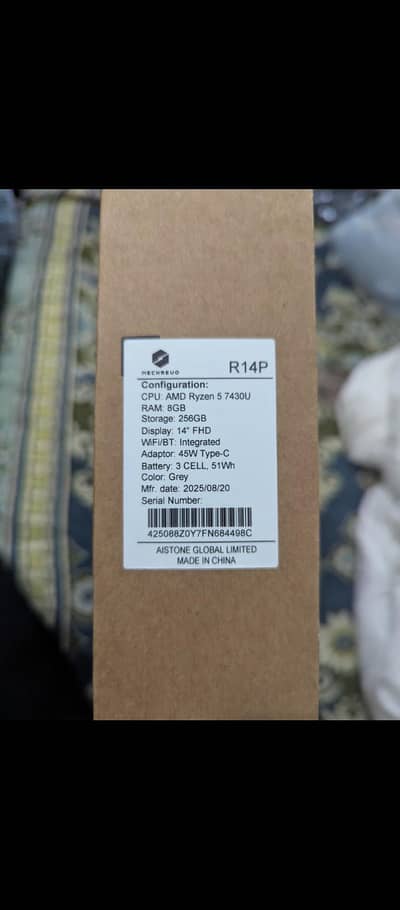 MECHREVO
R14P
Configuration:
CPU: AMD Ryzen 5 7430U
RAM: 8GB
Storage: 256GB
Display: 14" FHD
WiFi/BT: Integrated
Adaptor: 45W Type-C
Battery: 3 CELL, 51Wh
Color: Grey
Mfr. date: 2025/08/20
Serial Number:
425088Z0Y7FN684498C
AISTONE GLOBAL LIMITED
MADE IN CHINA